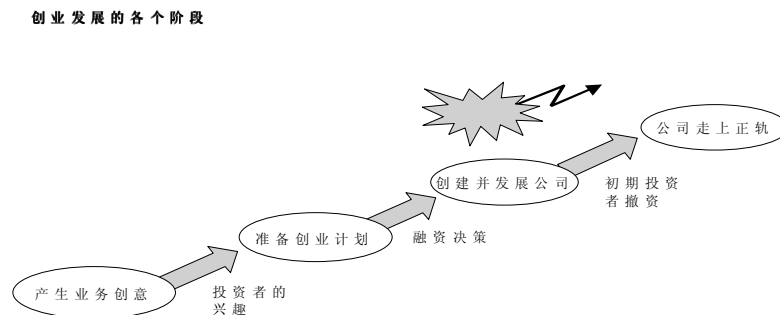 创业发展的各个阶段
公司走上正轨
创建并发展公司
初期投资
者撤资
准备创业计划
融资决策
产生业务创意
投资者的
兴趣